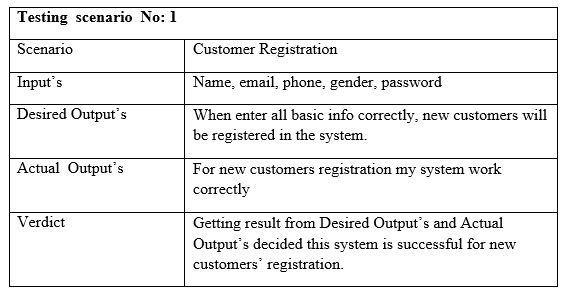 Testing scenario No: 1
Scenario
Customer Registration
Input’s
Name, email, phone, gender, password
Desired Output’s
When enter all basic info correctly, new customers will
be registered in the system.
Actual Output’s
For new customers registration my system work
correctly
Verdict
Getting result from Desired Output’s and Actual
Output’s decided this system is successful for new
customers’ registration.